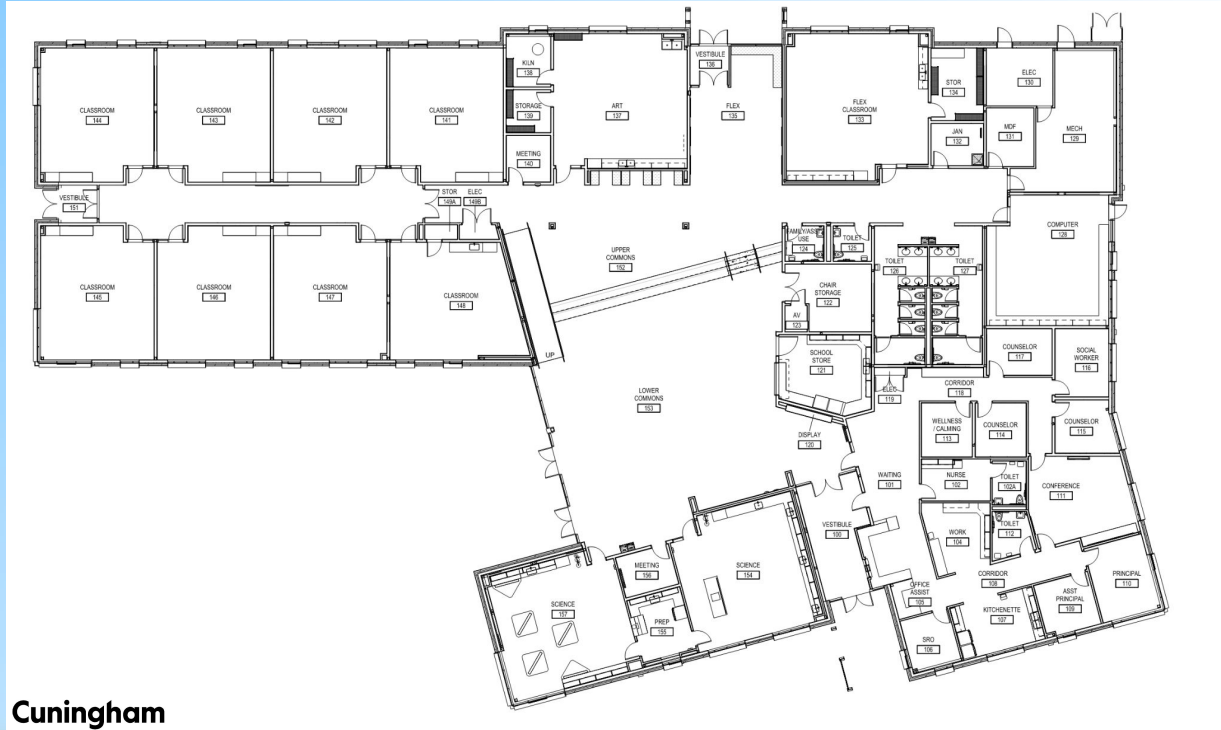 KILN
138
STORAGE
139
MEETING
140
ART
137
VESTIBULE
136
FLEX
135
FLEX
CLASSROOM
133
STOR
134
JAN
132
ELEC
130
MDF
131
MECH
129
CLASSROOM
144
CLASSROOM
143
CLASSROOM
142
CLASSROOM
141
VESTIBULE
151
STOR
149A
ELEC
149B
CLASSROOM
145
CLASSROOM
146
CLASSROOM
147
CLASSROOM
148
UPPER
COMMONS
152
UP
LOWER
COMMONS
153
FAMILY/ASST
USE
124
TOILET
125
CHAIR
STORAGE
122
AV
123
SCHOOL
STORE
121
DISPLAY
120
TOILET
126
TOILET
127
COMPUTER
128
COUNSELOR
117
SOCIAL
WORKER
116
ELEC
119
CORRIDOR
118
WELLNESS
/ CALMING
113
COUNSELOR
114
COUNSELOR
115
WAITING
101
NURSE
102
TOILET
102A
CONFERENCE
111
VESTIBULE
100
WORK
104
TOILET
112
CORRIDOR
108
OFFICE
ASSIST
105
KITCHENETTE
107
ASST
PRINCIPAL
109
PRINCIPAL
110
SRO
106
SCIENCE
154
MEETING
156
PREP
155
SCIENCE
157
Cuningham